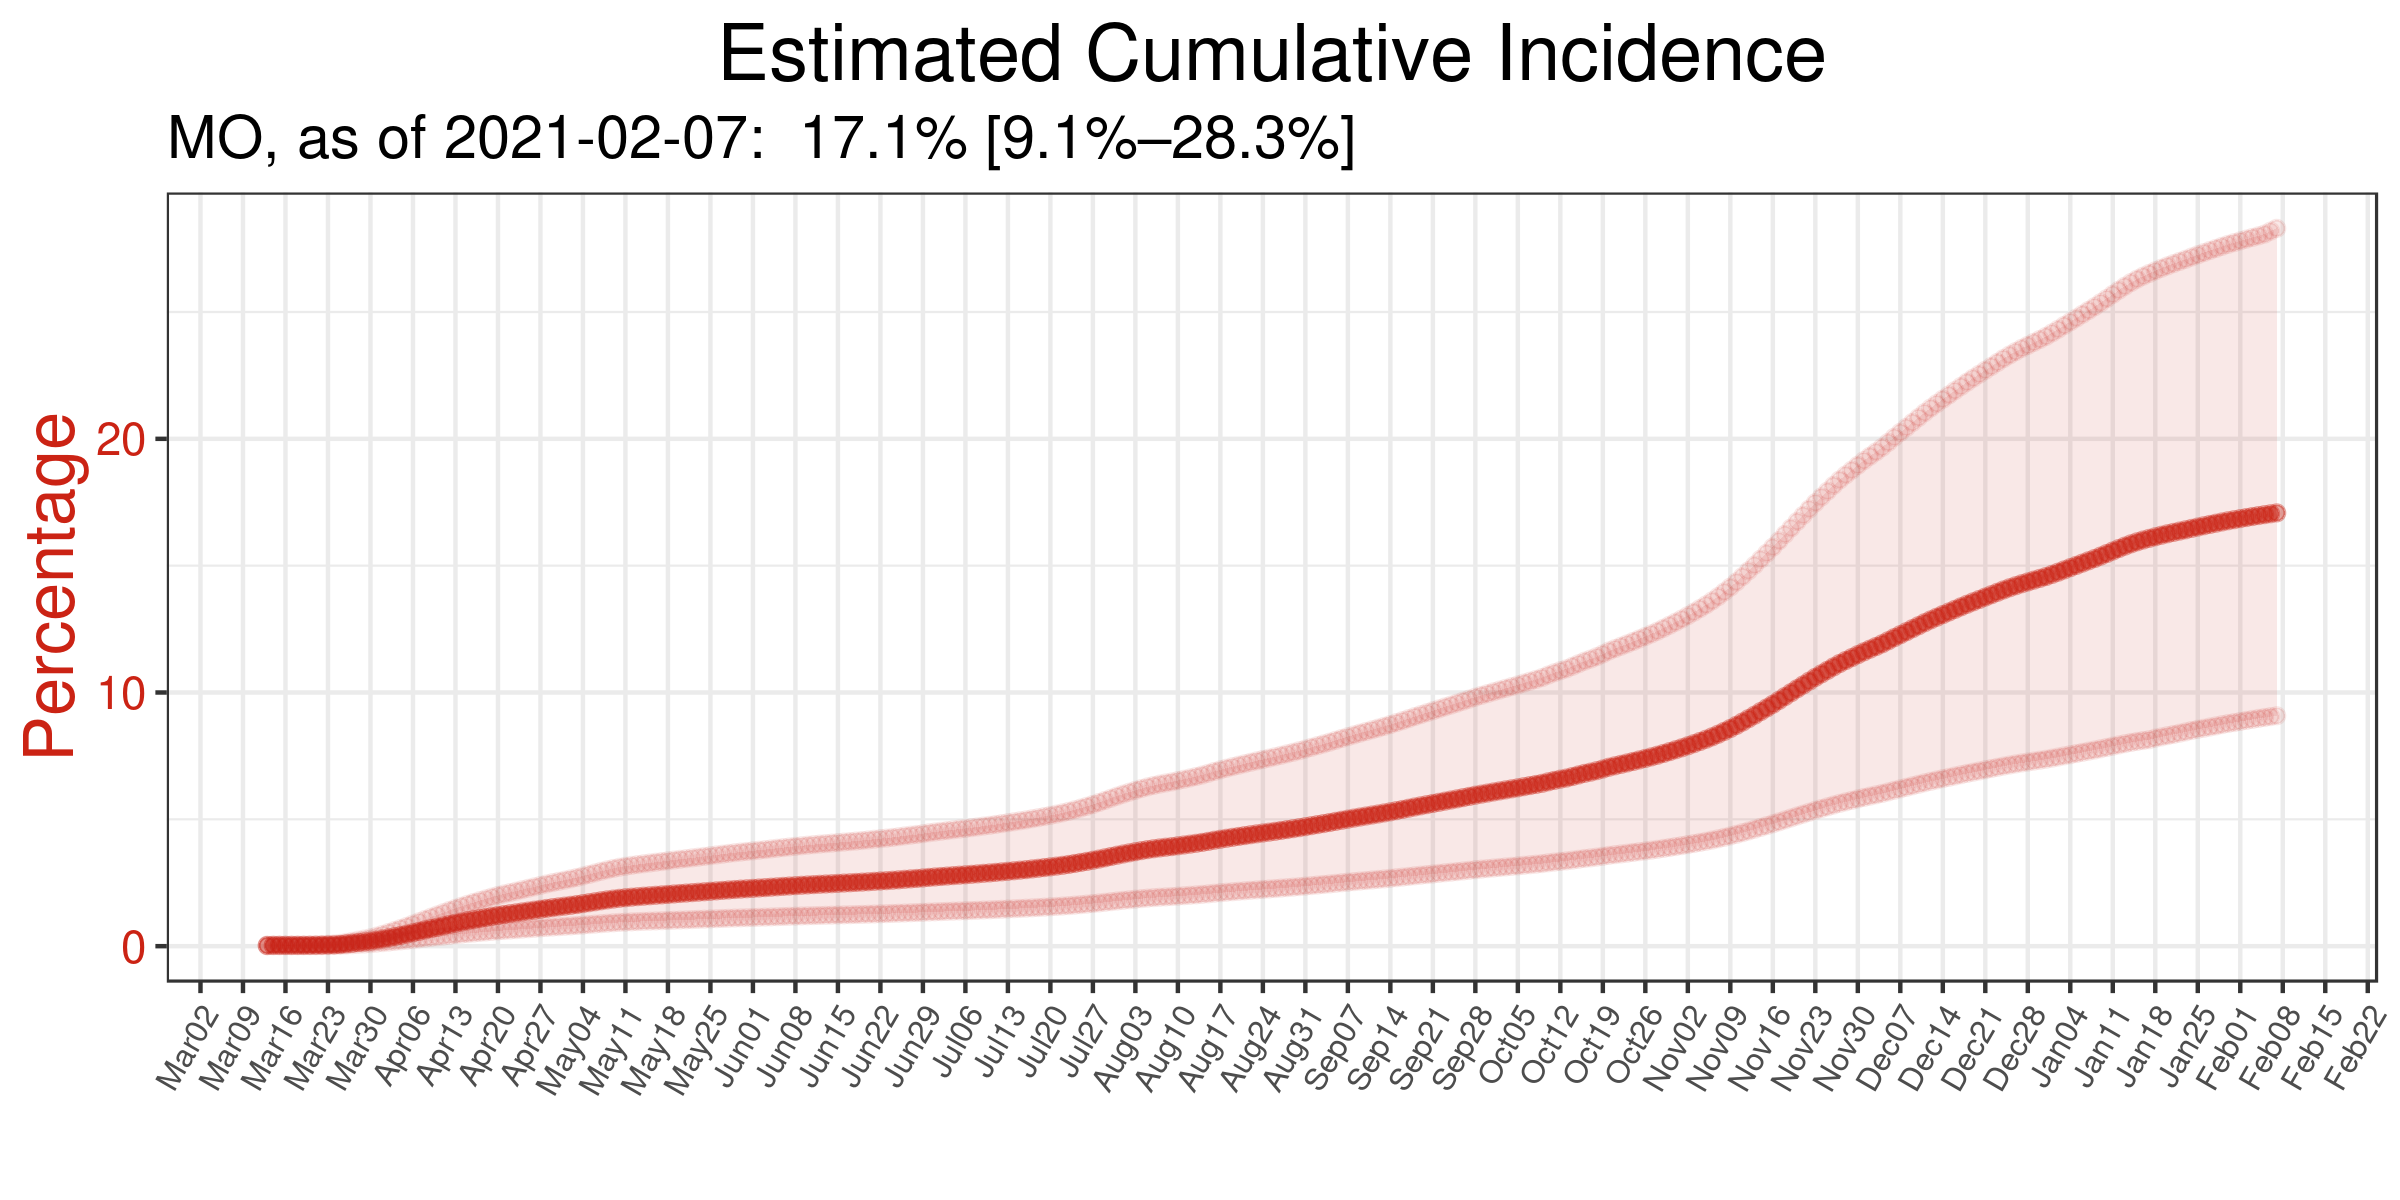 Estimated Cumulative Incidence
MO, as of 2021-02-07:  17.1% [9.1%–28.3%]
Percentage
20
10
0
Mar02
Mar09
Mar16
Mar23
Mar30
Apr06
Apr13
Apr20
Apr27
May04
May11
May18
May25
Jun01
Jun08
Jun15
Jun22
Jun29
Jul06
Jul13
Jul20
Jul27
Aug03
Aug10
Aug17
Aug24
Aug31
Sep07
Sep14
Sep21
Sep28
Oct05
Oct12
Oct19
Oct26
Nov02
Nov09
Nov16
Nov23
Nov30
Dec07
Dec14
Dec21
Dec28
Jan04
Jan11
Jan18
Jan25
Feb01
Feb08
Feb15
Feb22